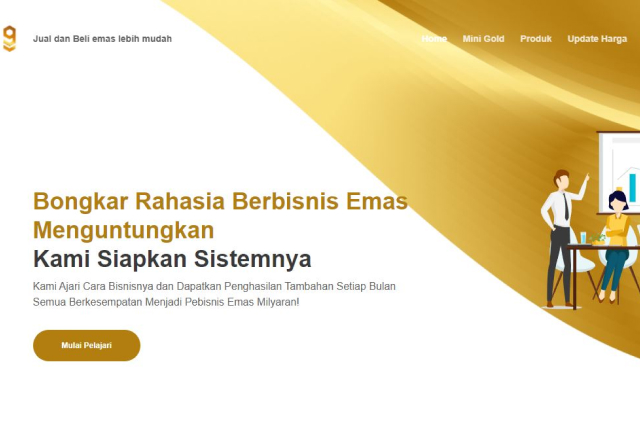 Jual dan Beli emas lebih mudah
Home Mini Gold Produk Update Harga
Bongkar Rahasia Berbisnis Emas
Menguntungkan
Kami Siapkan Sistemnya
Kami Ajari Cara Bisnisnya dan Dapatkan Penghasilan Tambahan Setiap Bulan
Semua Berkesempatan Menjadi Pebisnis Emas Milyaran!
Mulai Pelajari